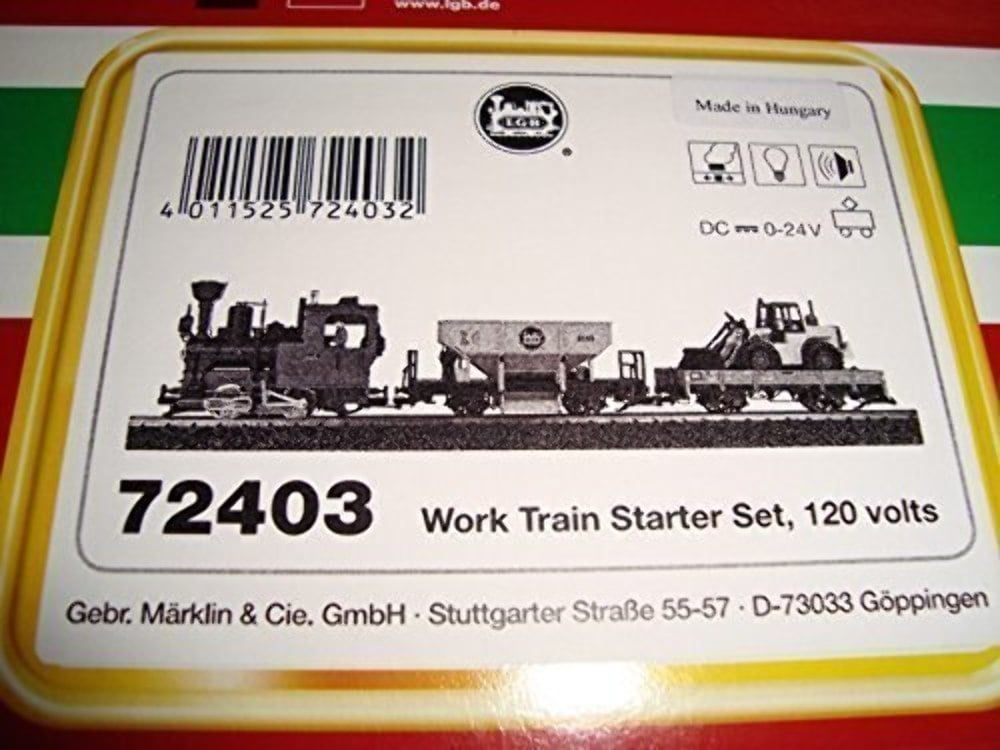 www.lgb.de
Made in Hungary
LGB
4 011525 724032
DC 0-24V
72403 Work Train Starter Set, 120 volts
Gebr. Märklin & Cie. GmbH · Stuttgarter Straße 55-57 · D-73033 Göppingen